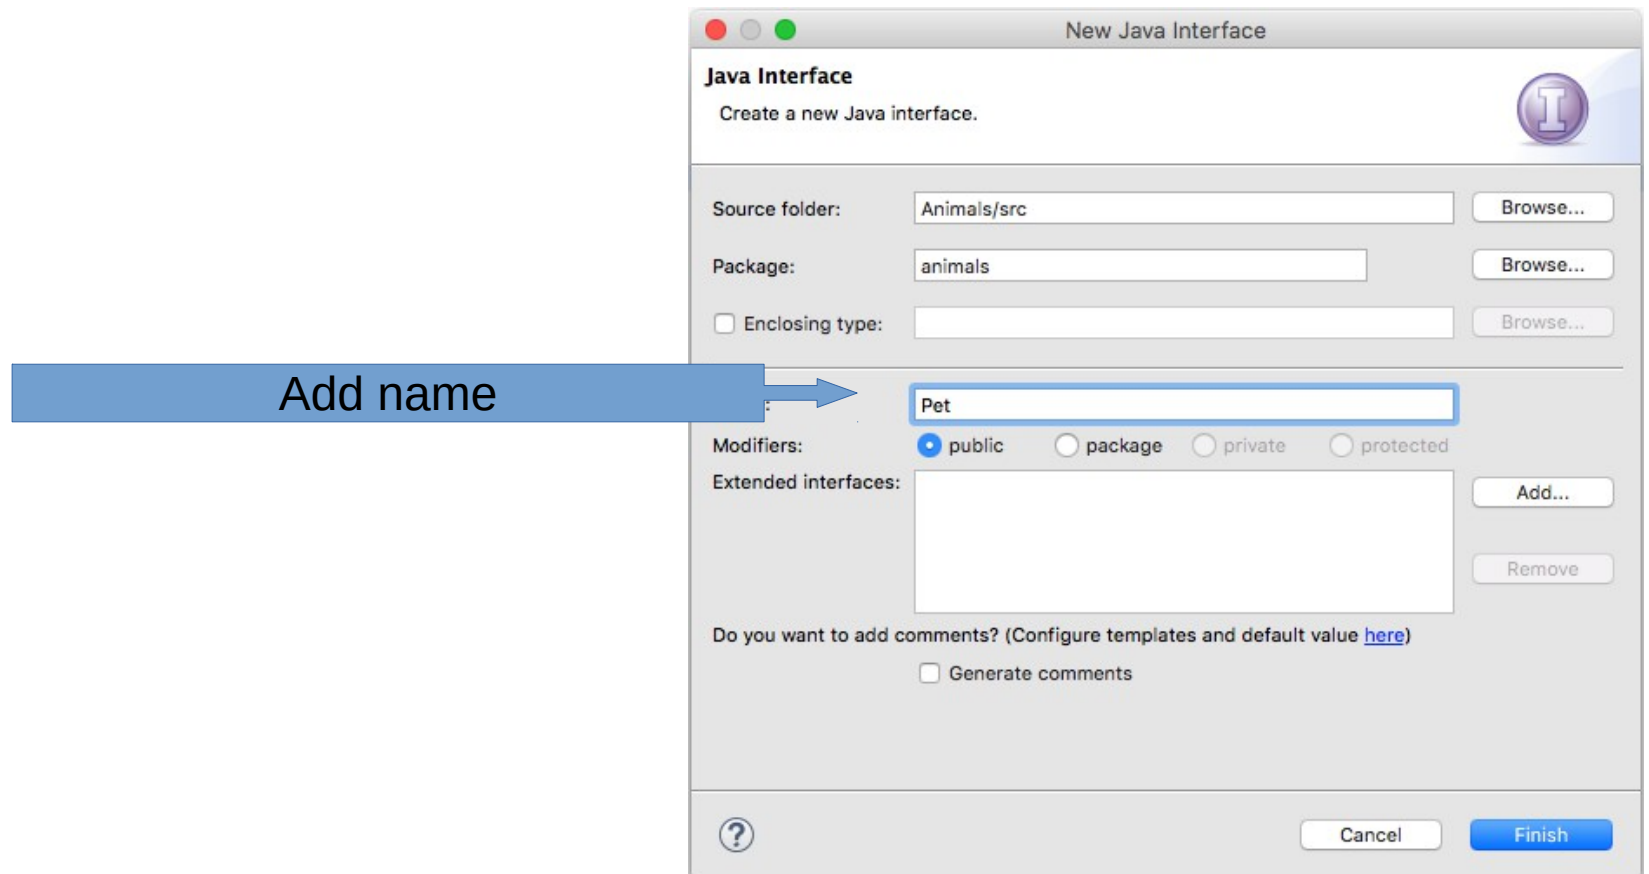 New Java Interface
Java Interface
Create a new Java interface.
Source folder: Animals/src Browse...
Package: animals Browse...
Enclosing type: Browse...
Add name
: Pet
Modifiers: public package private protected
Extended interfaces: Add...
Remove
Do you want to add comments? (Configure templates and default value here)
Generate comments
? Cancel Finish